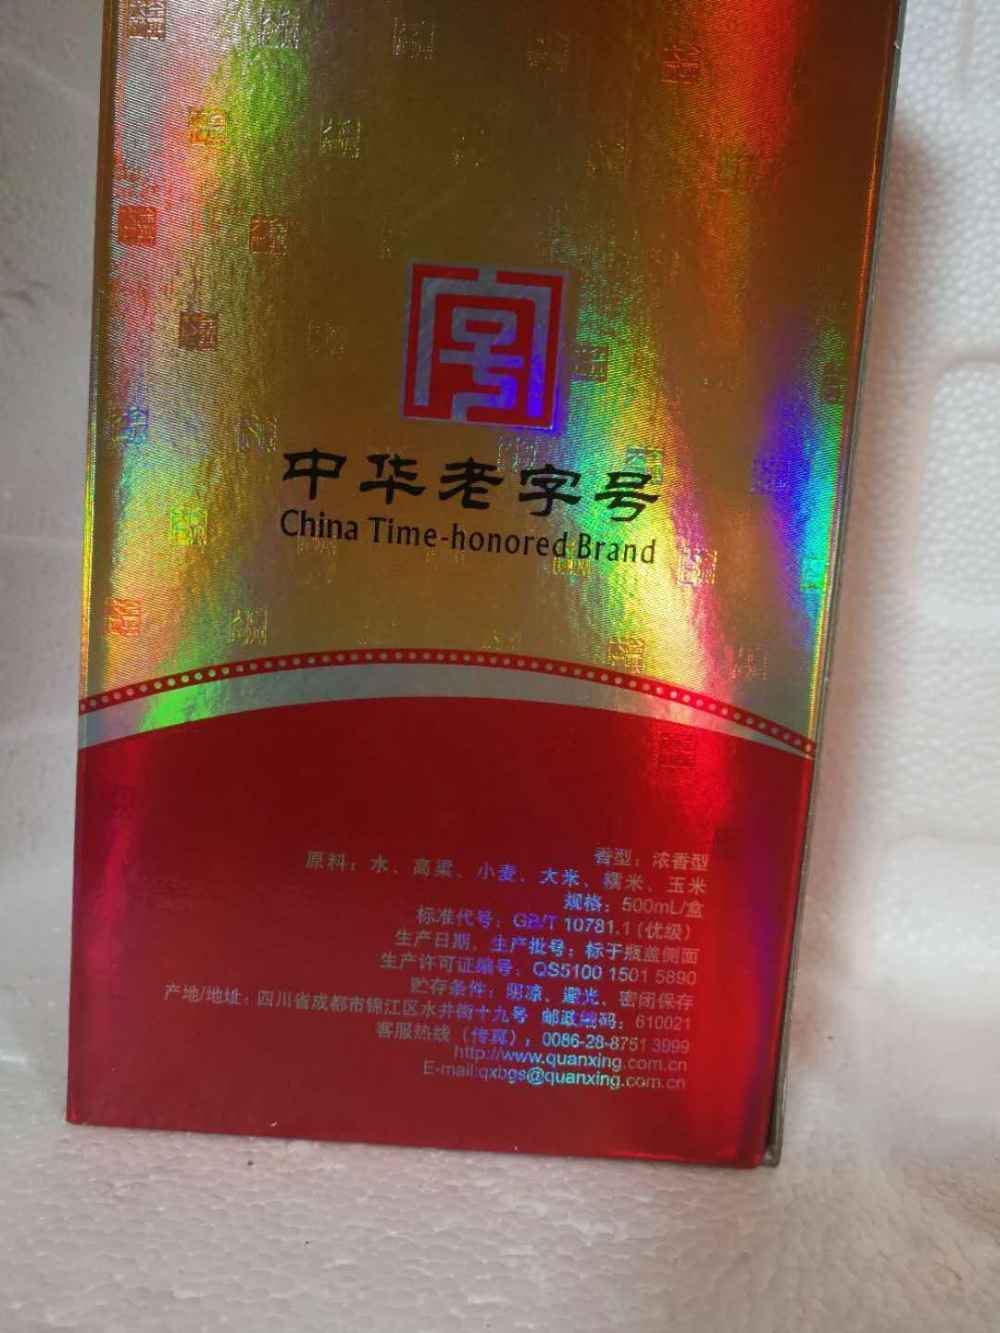 中华老字号
China Time-honored Brand
香型：浓香型
原料：水、高粱、小麦、大米、糯米、玉米
规格：500mL/盒
标准代号：GB/T 10781.1（优级）
生产日期，生产批号：标于瓶盖侧面
生产许可证编号：QS5100 1501 5890
贮存条件：阴凉、避光、密闭保存
产地/地址：四川省成都市锦江区水井街十九号 邮政编码：610021
客服热线（传真）：0086-28-8751 3999
http://www.quanxing.com.cn
E-mail:qxbgs@quanxing.com.cn